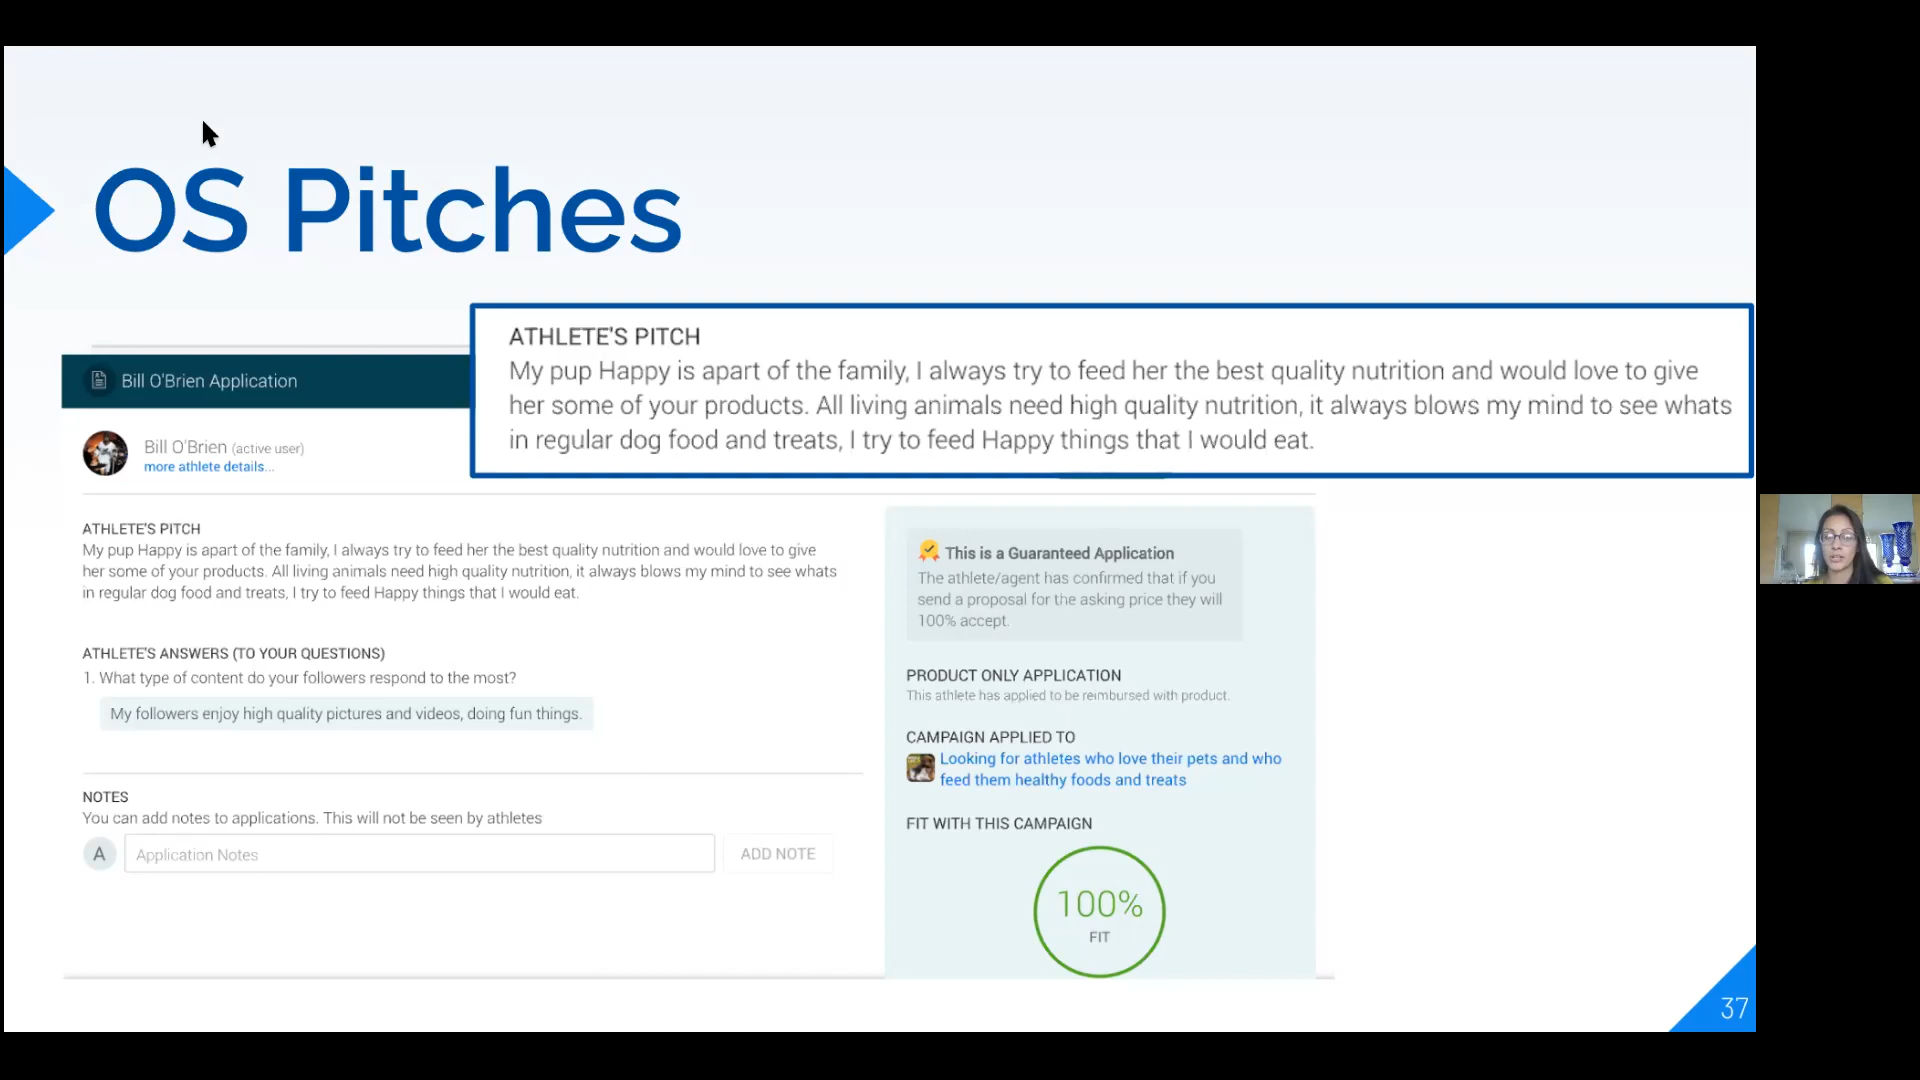 OS Pitches
ATHLETE'S PITCH
My pup Happy is apart of the family, I always try to feed her the best quality nutrition and would love to give
her some of your products. All living animals need high quality nutrition, it always blows my mind to see whats
in regular dog food and treats, I try to feed Happy things that I would eat.
Bill O'Brien Application
Bill O'Brien (active user)
more athlete details...
ATHLETE'S PITCH
My pup Happy is apart of the family, I always try to feed her the best quality nutrition and would love to give
her some of your products. All living animals need high quality nutrition, it always blows my mind to see whats
in regular dog food and treats, I try to feed Happy things that I would eat.
ATHLETE'S ANSWERS (TO YOUR QUESTIONS)
1. What type of content do your followers respond to the most?
My followers enjoy high quality pictures and videos, doing fun things.
NOTES
You can add notes to applications. This will not be seen by athletes
A
Application Notes
ADD NOTE
This is a Guaranteed Application
The athlete/agent has confirmed that if you
send a proposal for the asking price they will
100% accept.
PRODUCT ONLY APPLICATION
This athlete has applied to be reimbursed with product.
CAMPAIGN APPLIED TO
Looking for athletes who love their pets and who
feed them healthy foods and treats
FIT WITH THIS CAMPAIGN
100%
FIT
37